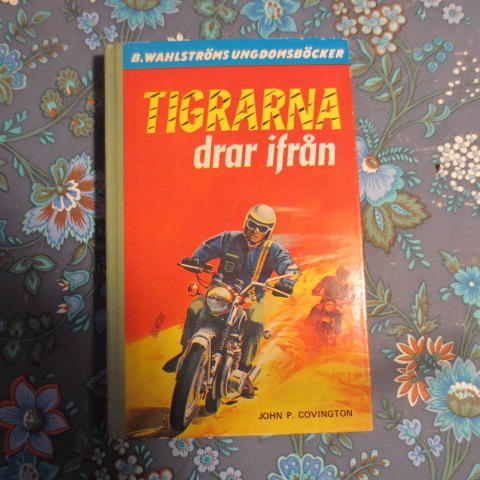 B.WAHLSTRÖMS UNGDOMSBÖCKER
TIGRARNA
drar ifrån
JOHN P. COVINGTON